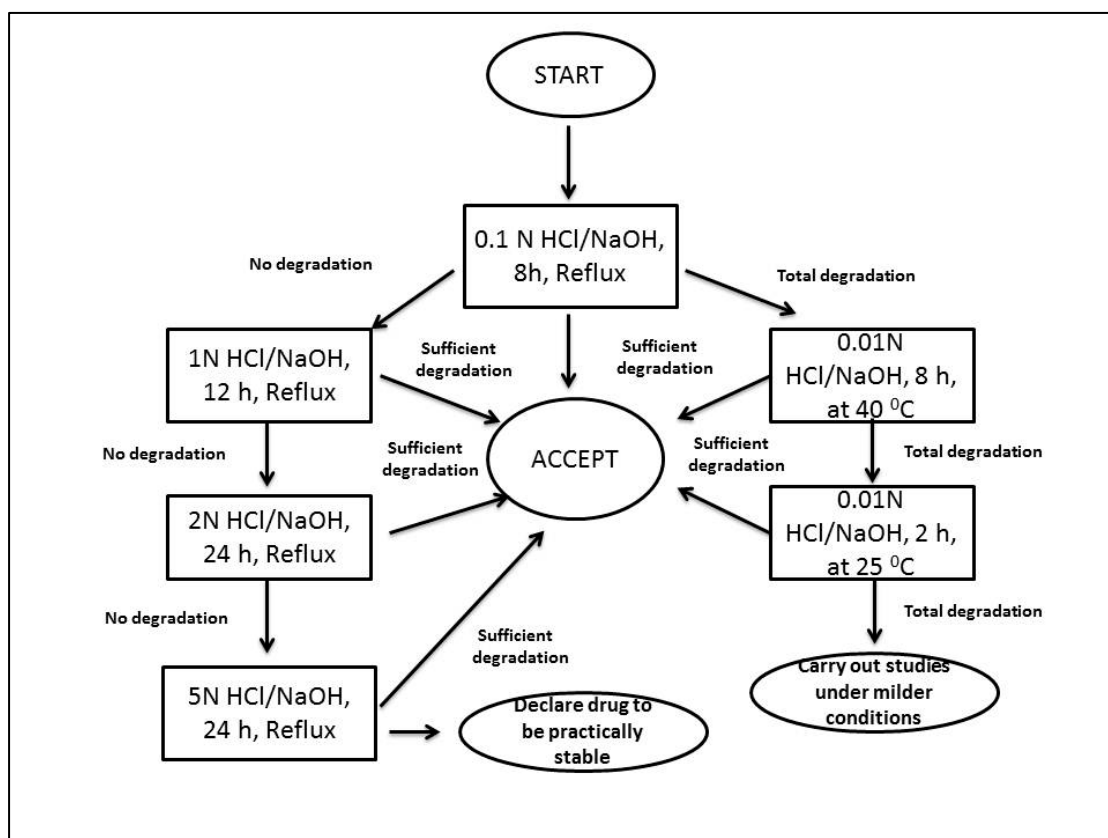 START
0.1 N HCl/NaOH,
8h, Reflux
No degradation
Total degradation
1N HCl/NaOH,
12 h, Reflux
Sufficient
degradation
Sufficient
degradation
0.01N
HCl/NaOH, 8 h,
at 40 ⁰C
No degradation
Sufficient
degradation
ACCEPT
Sufficient
degradation
Total degradation
2N HCl/NaOH,
24 h, Reflux
0.01N
HCl/NaOH, 2 h,
at 25 ⁰C
No degradation
Total degradation
5N HCl/NaOH,
24 h, Reflux
Sufficient
degradation
Declare drug to
be practically
stable
Carry out studies
under milder
conditions